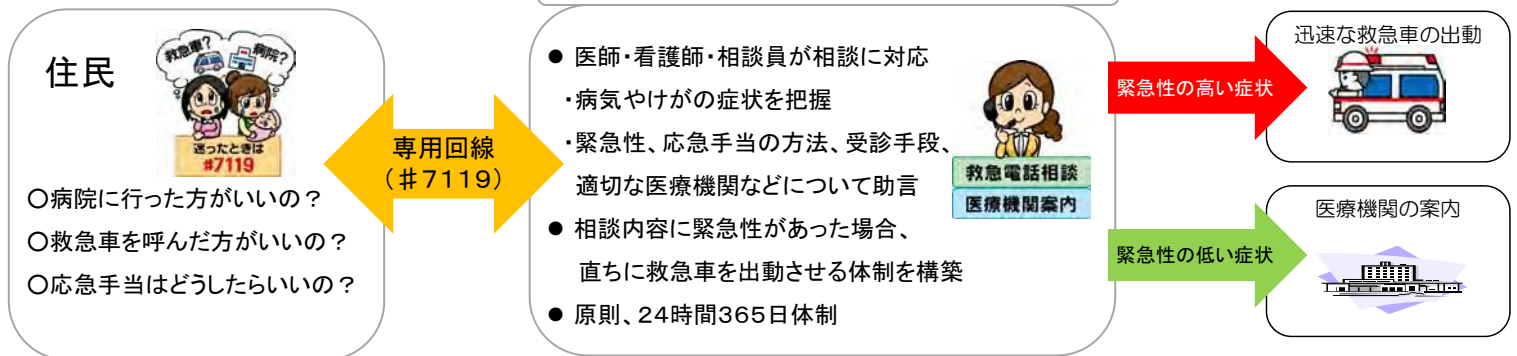 住民
救急車?
病院?
迷ったときは
#7119
〇病院に行った方がいいの?
〇救急車を呼んだ方がいいの?
〇応急手当はどうしたらいいの?
専用回線
(#7119)
● 医師・看護師・相談員が相談に対応
・病気やけがの症状を把握
・緊急性、応急手当の方法、受診手段、
適切な医療機関などについて助言
● 相談内容に緊急性があった場合、
直ちに救急車を出動させる体制を構築
● 原則、24時間365日体制
救急電話相談
医療機関案内
緊急性の高い症状
緊急性の低い症状
迅速な救急車の出動
医療機関の案内